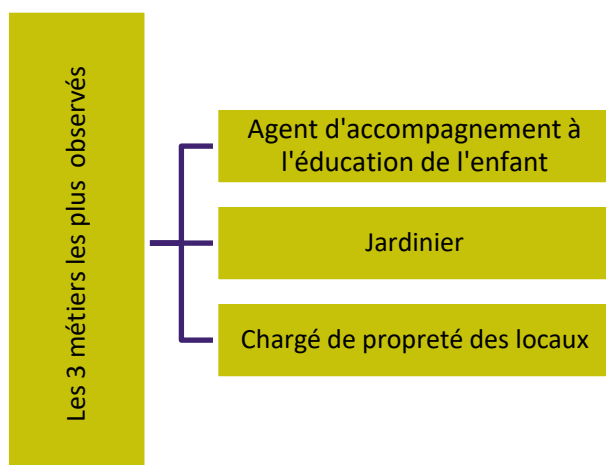 Les 3 métiers les plus observés
Agent d'accompagnement à
l'éducation de l'enfant
Jardinier
Chargé de propreté des locaux